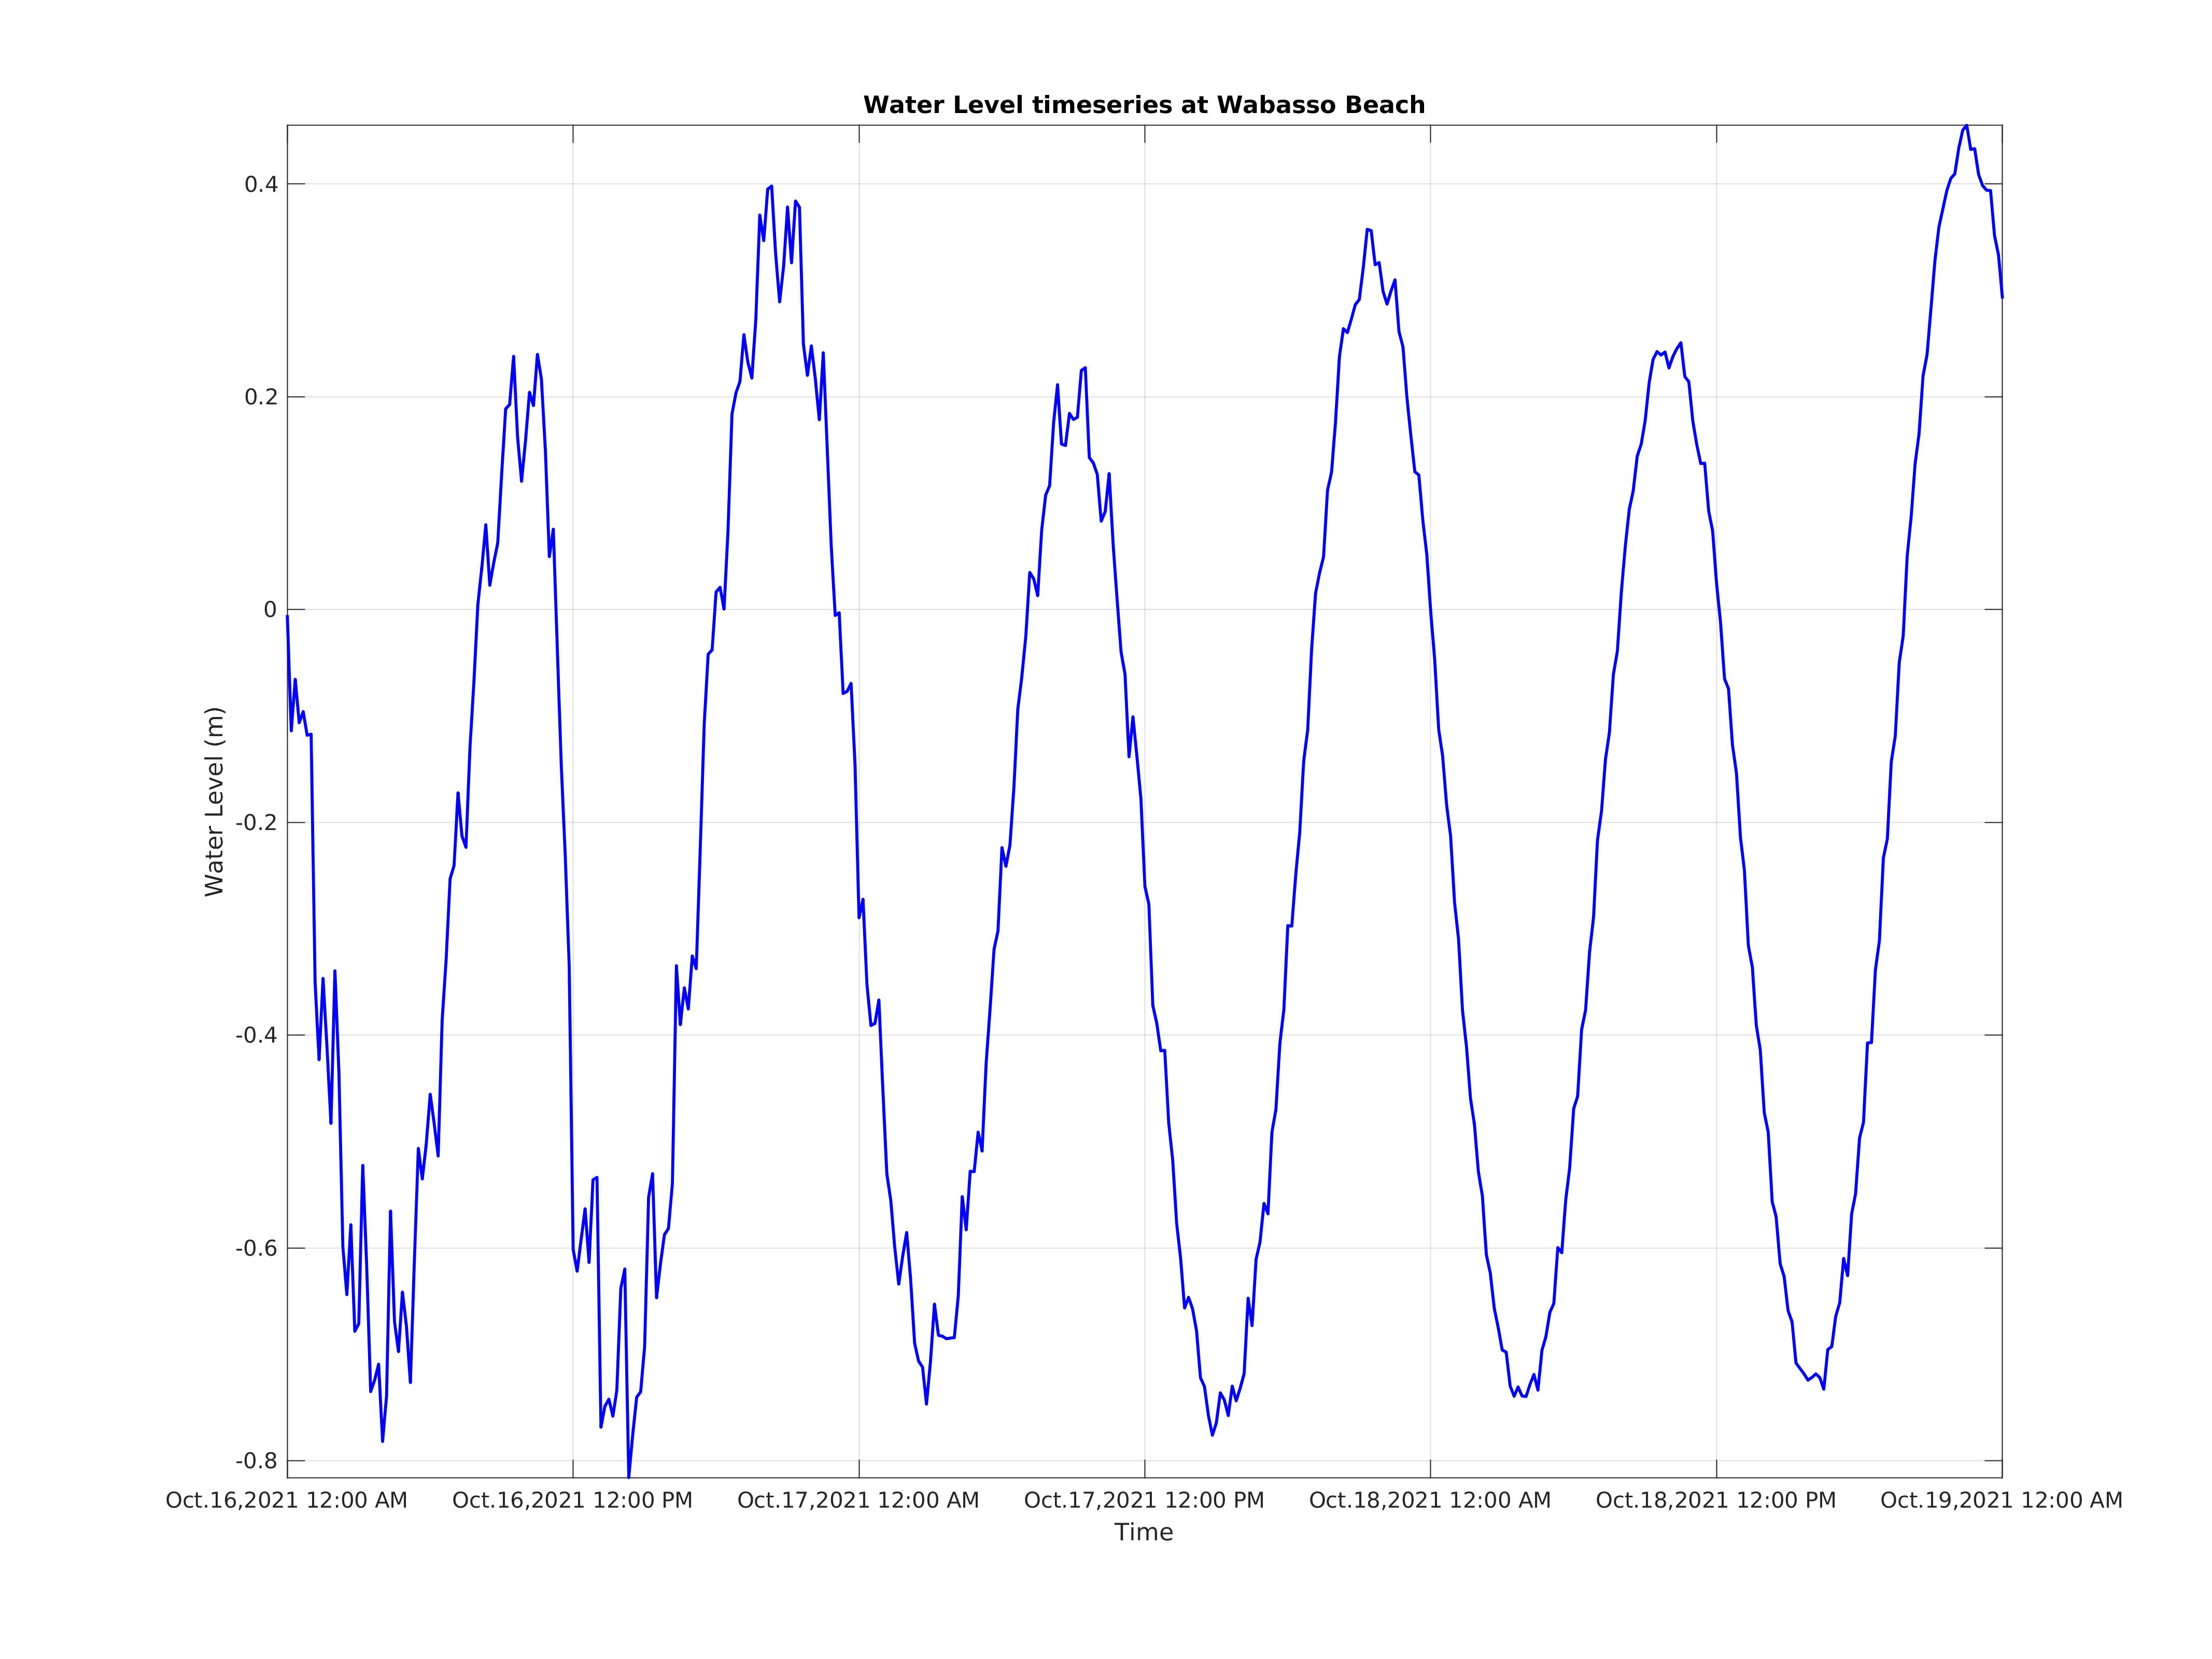 Water Level timeseries at Wabasso Beach
0.4
0.2
0
-0.2
-0.4
-0.6
-0.8
Water Level (m)
Oct.16,2021 12:00 AM
Oct.16,2021 12:00 PM
Oct.17,2021 12:00 AM
Oct.17,2021 12:00 PM
Oct.18,2021 12:00 AM
Oct.18,2021 12:00 PM
Oct.19,2021 12:00 AM
Time